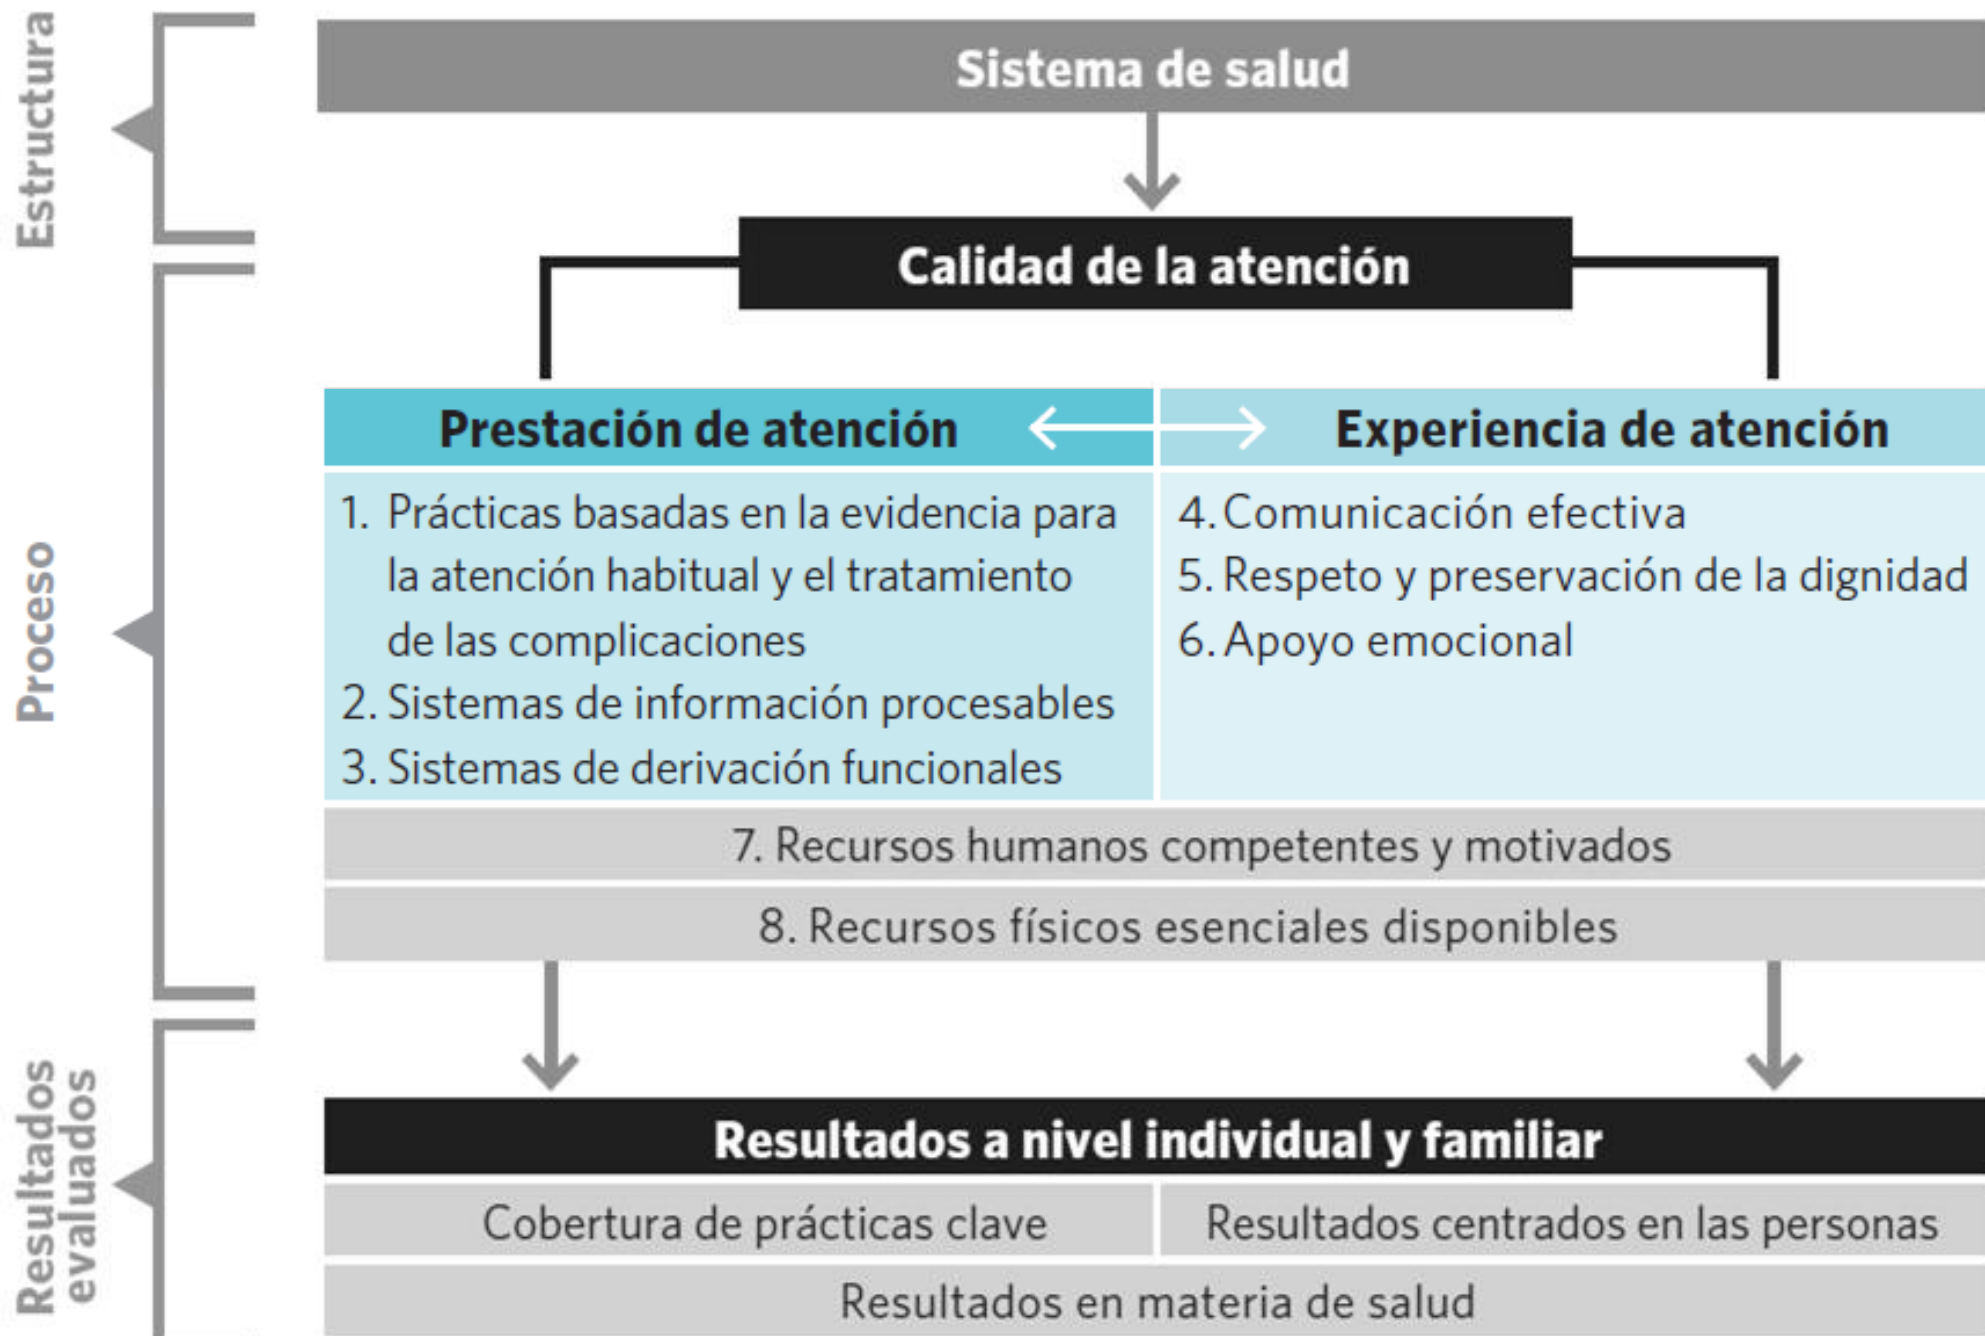 Estructura
Sistema de salud
Calidad de la atención
Proceso
Prestación de atención
Experiencia de atención
1. Prácticas basadas en la evidencia para
la atención habitual y el tratamiento
de las complicaciones
2. Sistemas de información procesables
3. Sistemas de derivación funcionales
4. Comunicación efectiva
5. Respeto y preservación de la dignidad
6. Apoyo emocional
7. Recursos humanos competentes y motivados
8. Recursos físicos esenciales disponibles
Resultados
evaluados
Resultados a nivel individual y familiar
Cobertura de prácticas clave
Resultados centrados en las personas
Resultados en materia de salud